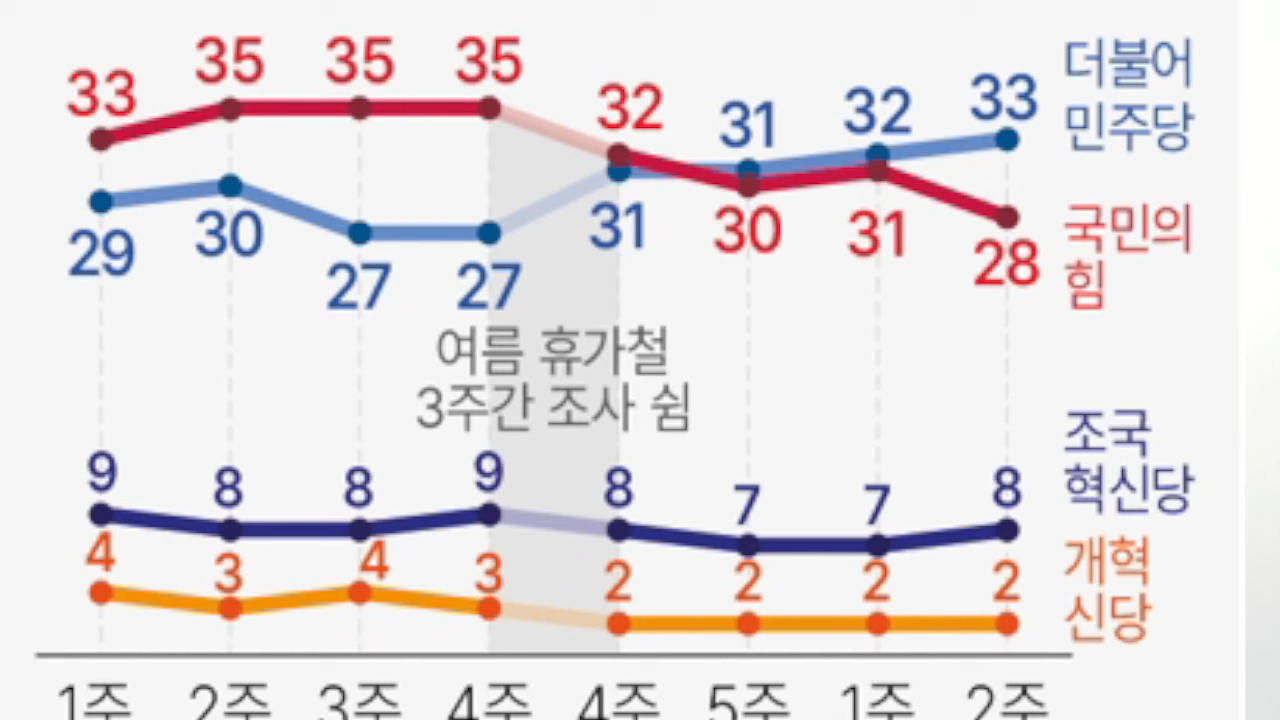 33 35 35 35 32 31 32 33
29 30 27 27 31 30 31 28
더불어
민주당
국민의
힘
여름 휴가철
3주간 조사 쉼
9 8 8 9 8 7 7 8
조국
혁신당
4 3 4 3 2 2 2 2
개혁
신당
1주 2주 3주 4주 4주 5주 1주 2주